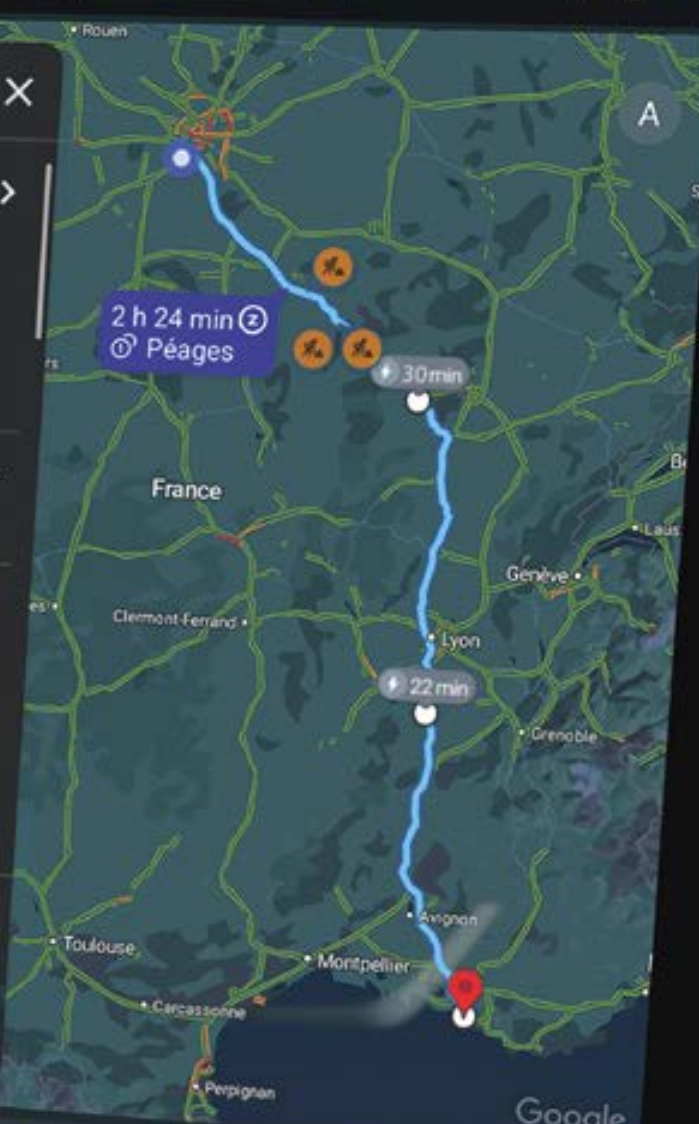 Rouen
A
2 h 24 min
Péages
30 min
France
Laus
Genève
Clermont-Ferrand
Lyon
22 min
Grenoble
Avignon
Toulouse
Montpellier
Carcassonne
Perpignan
Google